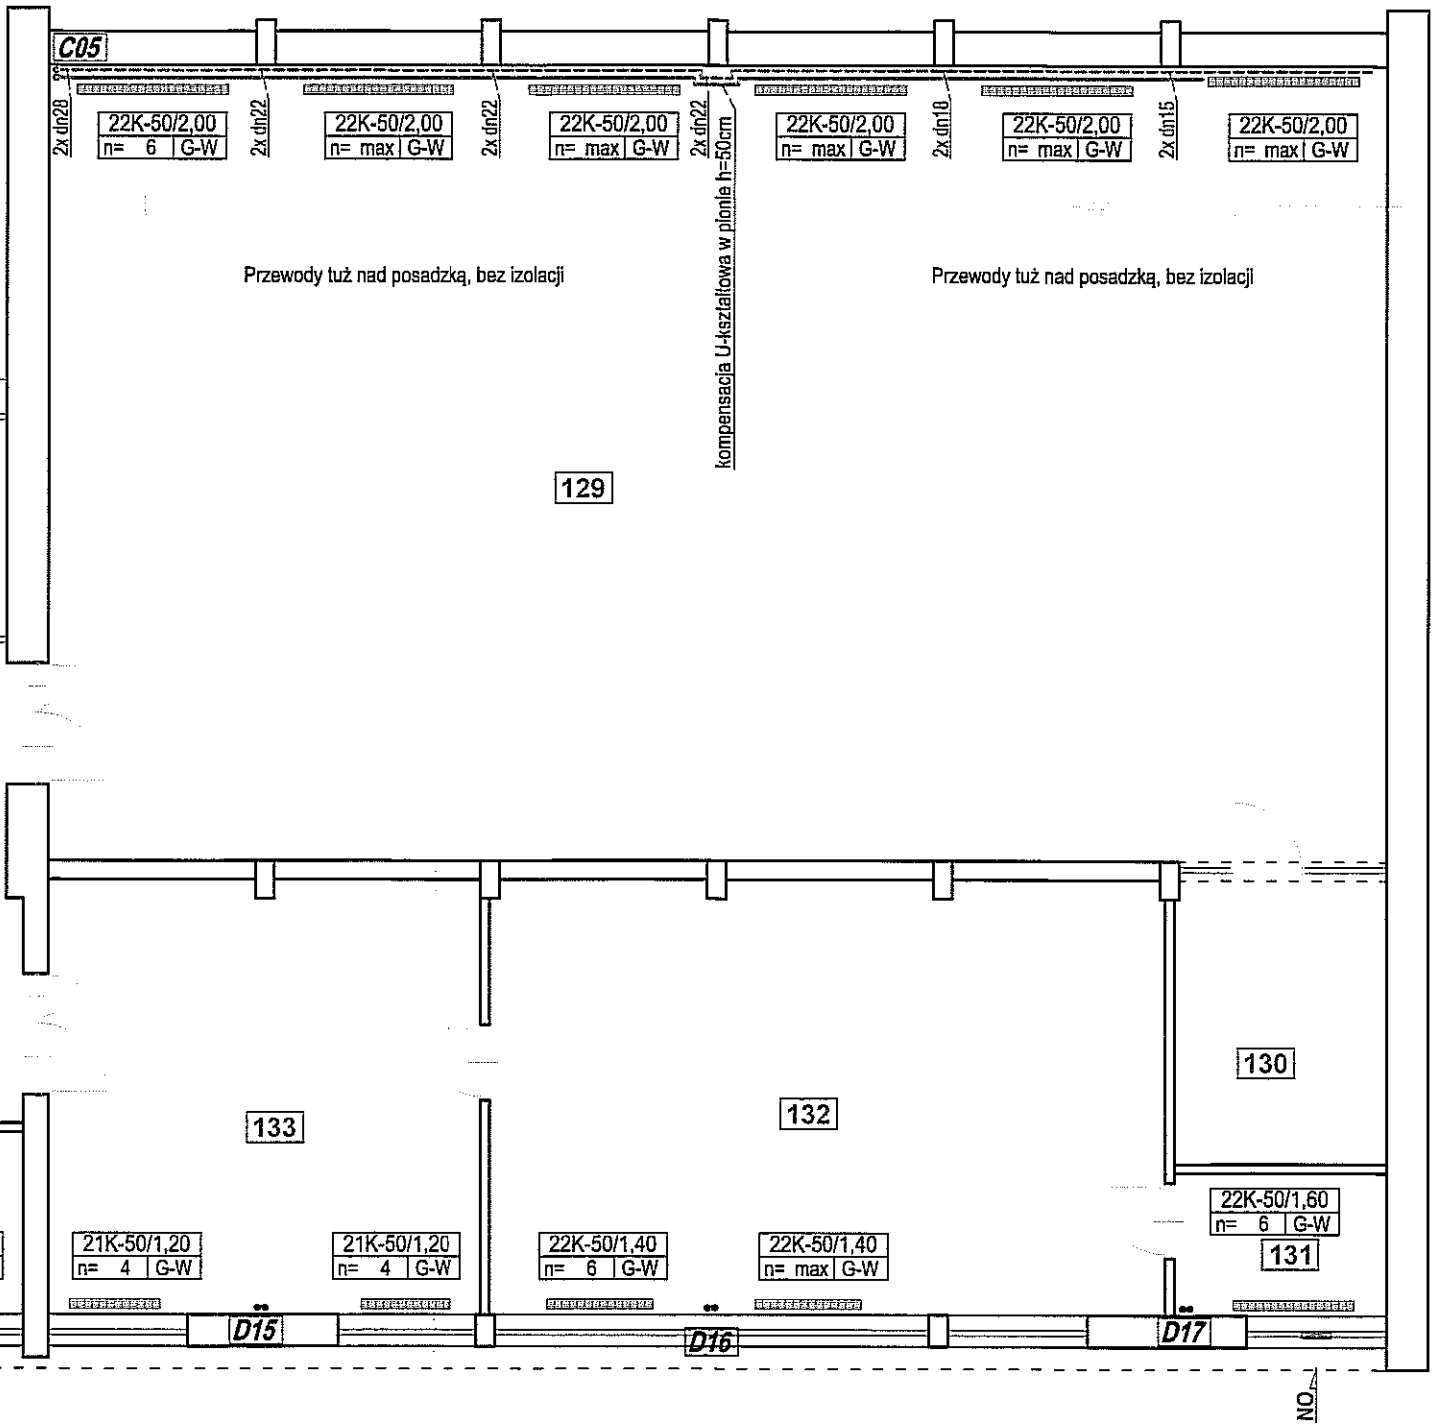 C05
2x dn28
22K-50/2,00
n= 6 G-W
2x dn22
22K-50/2,00
n= max G-W
2x dn22
22K-50/2,00
n= max G-W
2x dn22
kompensacja U-kształtowa w pionie h=50cm
22K-50/2,00
n= max G-W
2x dn18
22K-50/2,00
n= max G-W
2x dn15
22K-50/2,00
n= max G-W
Przewody tuż nad posadzką, bez izolacji
Przewody tuż nad posadzką, bez izolacji
129
130
133
132
22K-50/1,60
n= 6 G-W
131
21K-50/1,20
n= 4 G-W
21K-50/1,20
n= 4 G-W
22K-50/1,40
n= 6 G-W
22K-50/1,40
n= max G-W
D15
D16
D17
NO